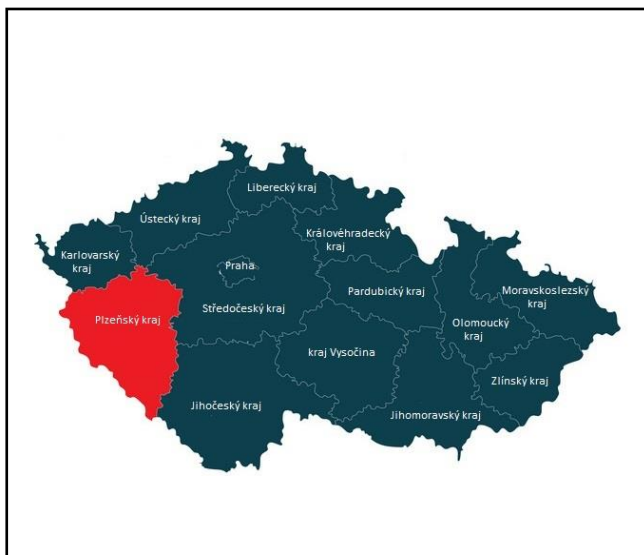 Liberecký kraj
Ústecký kraj
Královéhradecký
kraj
Karlovarský
kraj
Praha
Moravskoslezský
kraj
Pardubický kraj
Středočeský kraj
Plzeňský kraj
Olomoucký
kraj
kraj Vysočina
Zlínský kraj
Jihočeský kraj
Jihomoravský kraj